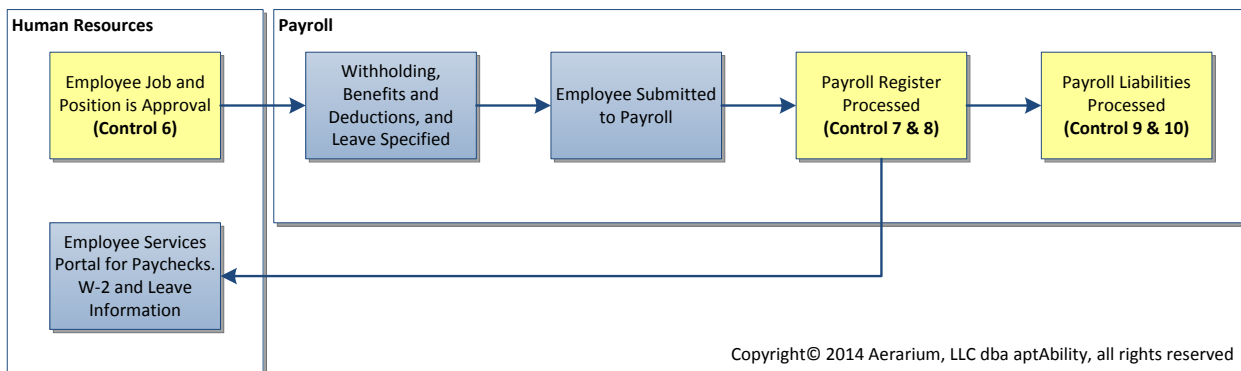 Human Resources
Payroll
Employee Job and
Position is Approval
(Control 6)
Withholding,
Benefits and
Deductions, and
Leave Specified
Employee Submitted
to Payroll
Payroll Register
Processed
(Control 7 & 8)
Payroll Liabilities
Processed
(Control 9 & 10)
Employee Services
Portal for Paychecks.
W-2 and Leave
Information
Copyright© 2014 Aerarium, LLC dba aptAbility, all rights reserved